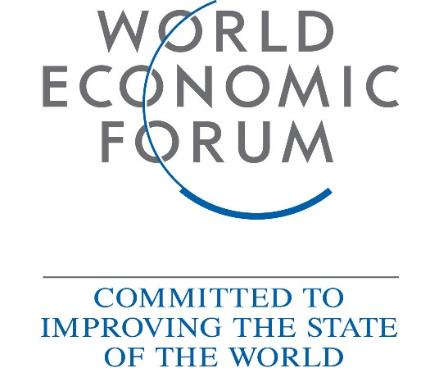 WORLD
ECONOMIC
FORUM
COMMITTED TO
IMPROVING THE STATE
OF THE WORLD